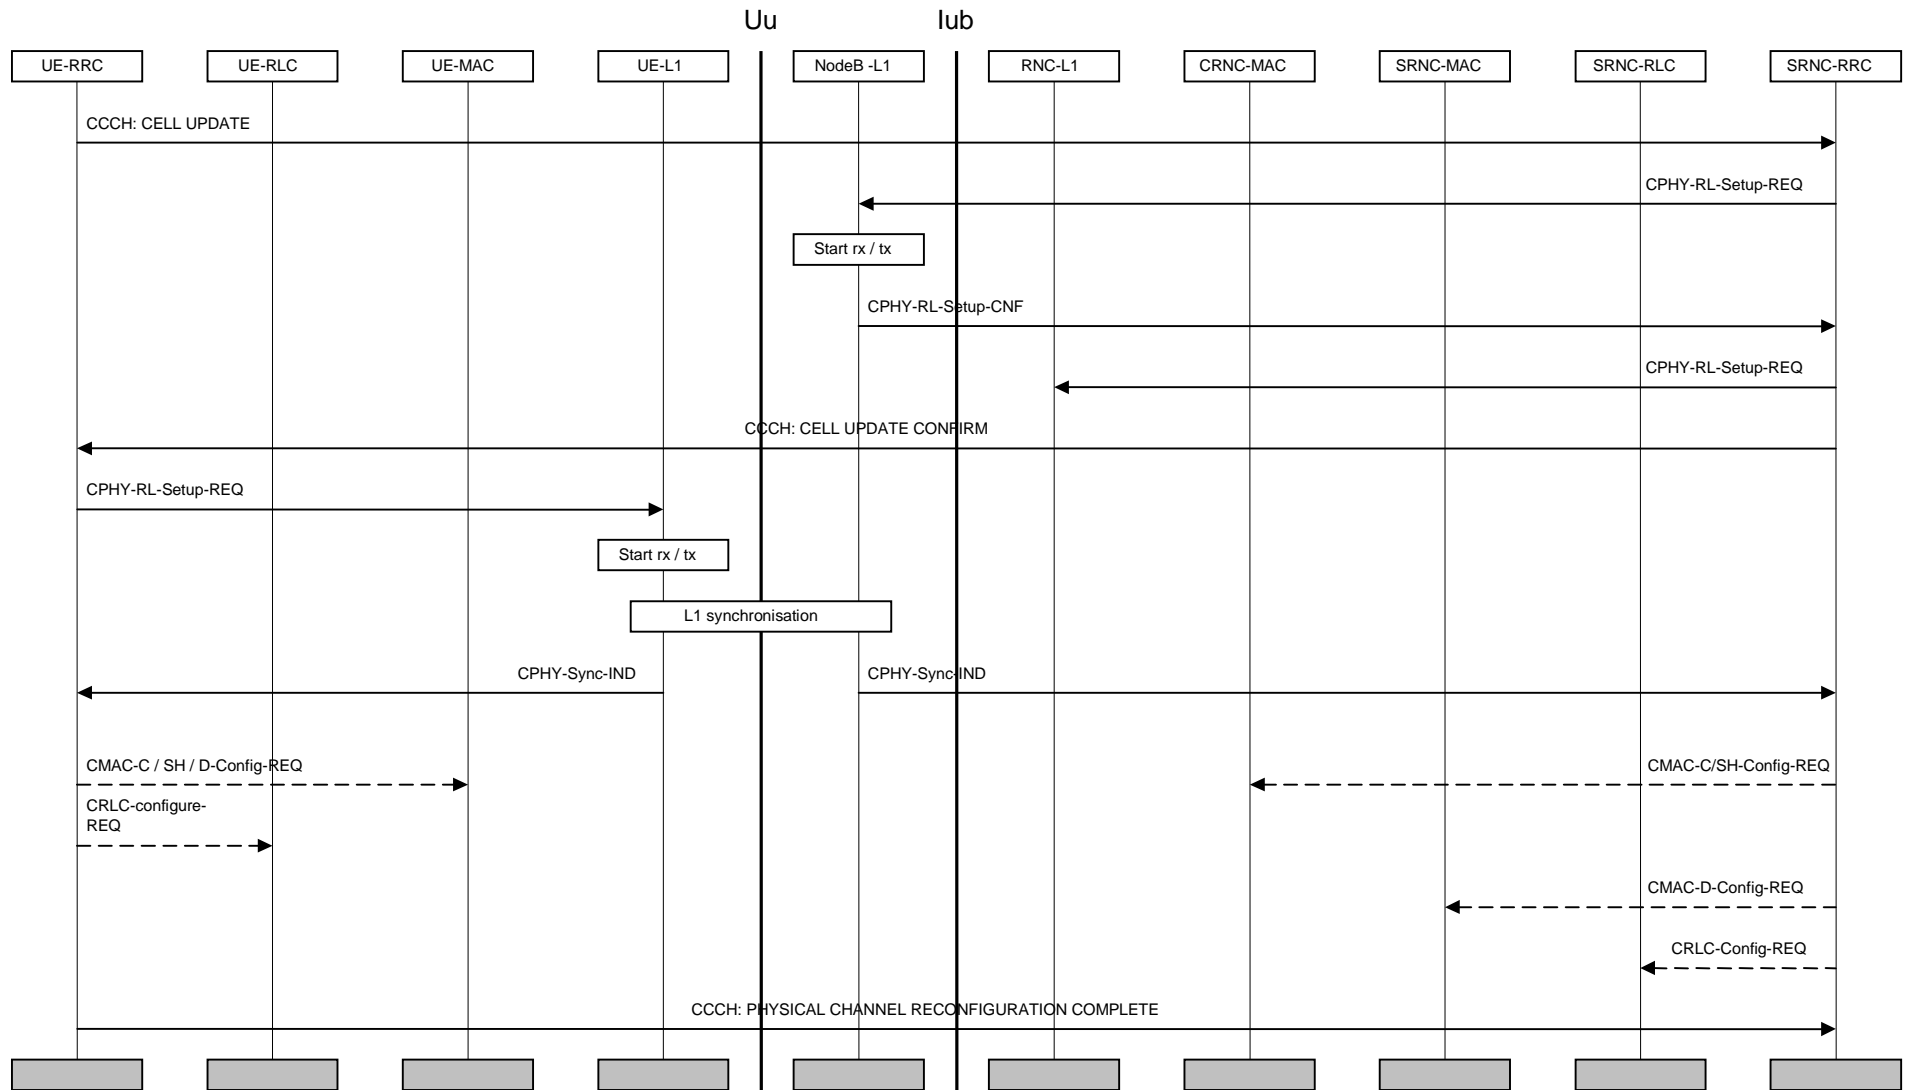 Uu
Iub
UE-RRC
UE-RLC
UE-MAC
UE-L1
NodeB -L1
RNC-L1
CRNC-MAC
SRNC-MAC
SRNC-RLC
SRNC-RRC
CCCH: CELL UPDATE
CPHY-RL-Setup-REQ
Start rx / tx
CPHY-RL-Setup-CNF
CPHY-RL-Setup-REQ
CCCH: CELL UPDATE CONFIRM
CPHY-RL-Setup-REQ
Start rx / tx
L1 synchronisation
CPHY-Sync-IND
CPHY-Sync-IND
CMAC-C / SH / D-Config-REQ
CMAC-C/SH-Config-REQ
CRLC-configure-
REQ
CMAC-D-Config-REQ
CRLC-Config-REQ
CCCH: PHYSICAL CHANNEL RECONFIGURATION COMPLETE